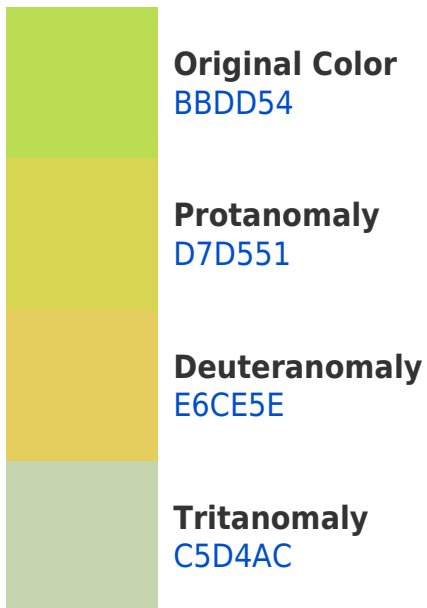 Original Color
BBDD54
Protanomaly
D7D551
Deuteranomaly
E6CE5E
Tritanomaly
C5D4AC